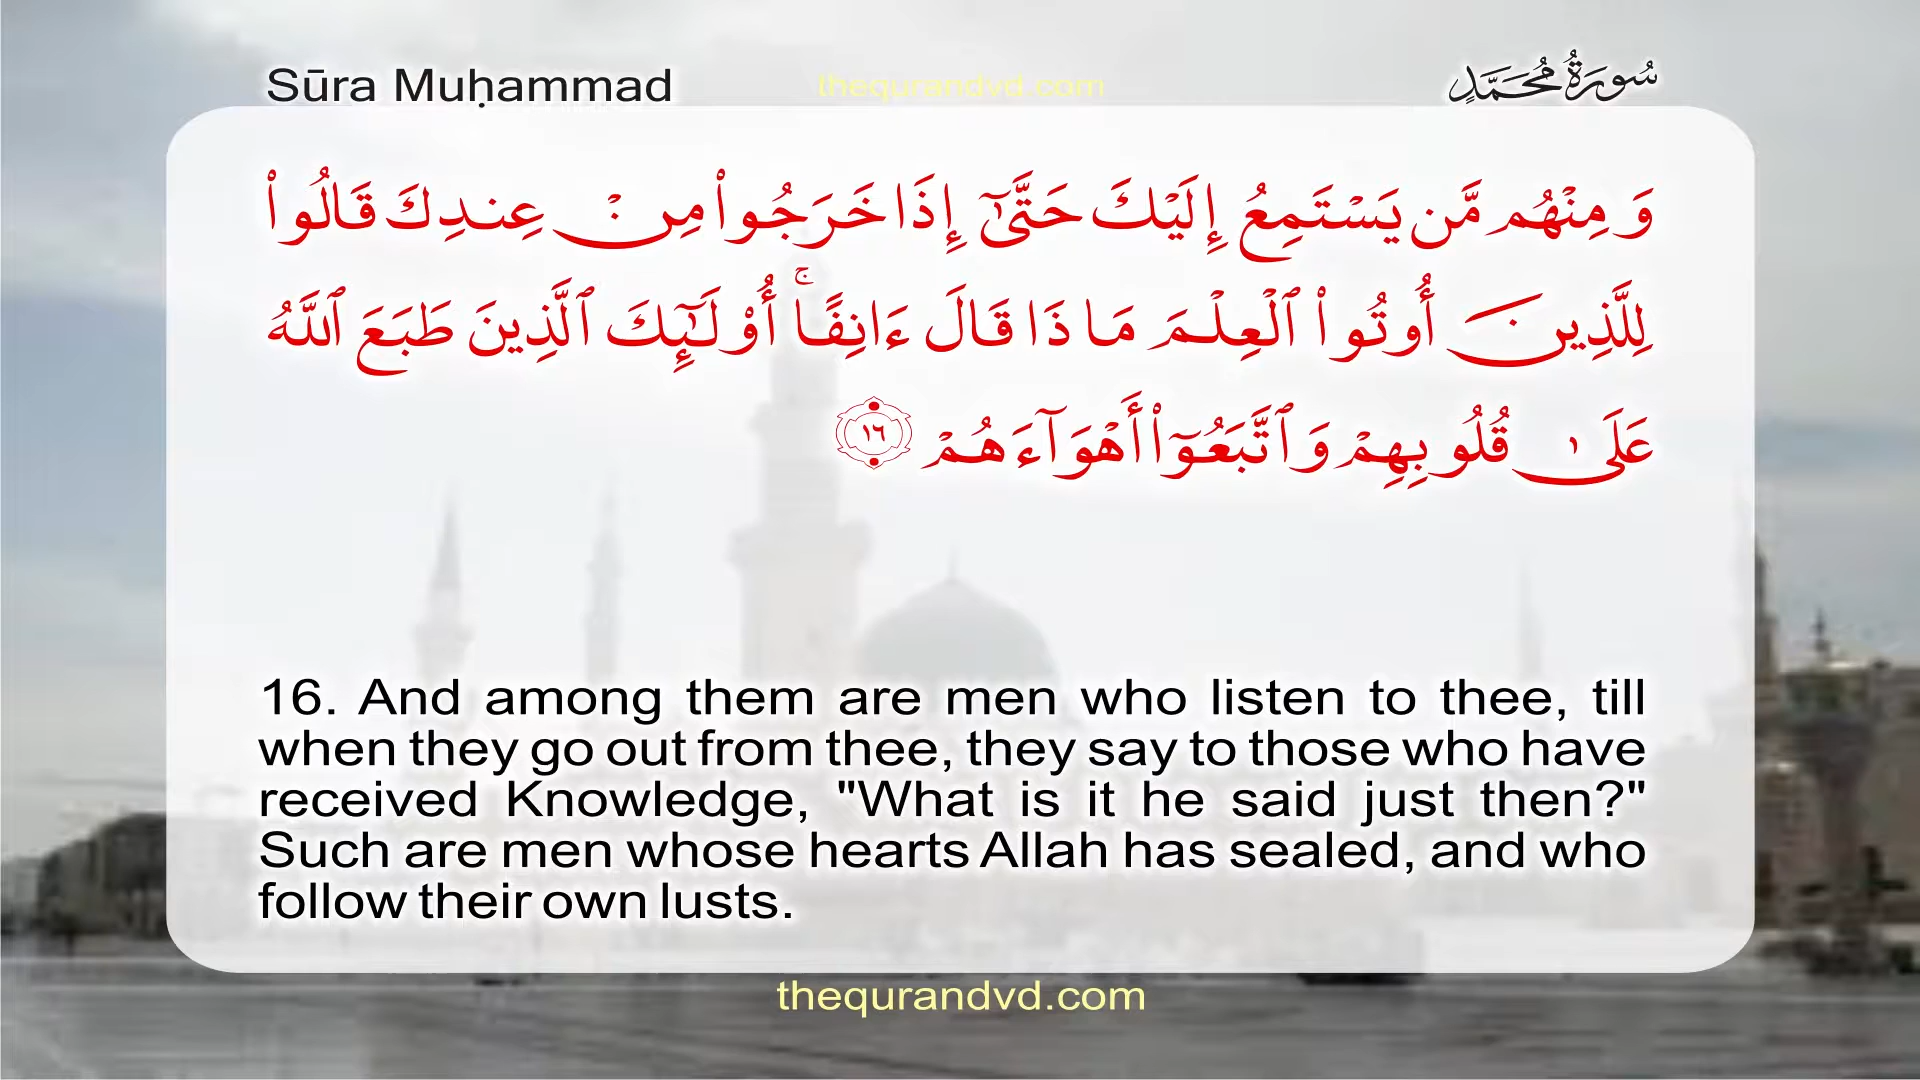 Sūra Muḥammad
thequrandvd.com
سُورَةُ مُحَمَّدٍ
وَمِنْهُم مَّن يَسْتَمِعُ إِلَيْكَ حَتَّىٰٓ إِذَا خَرَجُوا۟ مِنْ عِندِكَ قَالُوا۟
لِلَّذِينَ أُوتُوا۟ ٱلْعِلْمَ مَاذَا قَالَ ءَانِفًا ۚ أُو۟لَـٰٓئِكَ ٱلَّذِينَ طَبَعَ ٱللَّهُ
عَلَىٰ قُلُوبِهِمْ وَٱتَّبَعُوٓا۟ أَهْوَآءَهُمْ ١٦
16. And among them are men who listen to thee, till
when they go out from thee, they say to those who have
received Knowledge, "What is it he said just then?"
Such are men whose hearts Allah has sealed, and who
follow their own lusts.
thequrandvd.com